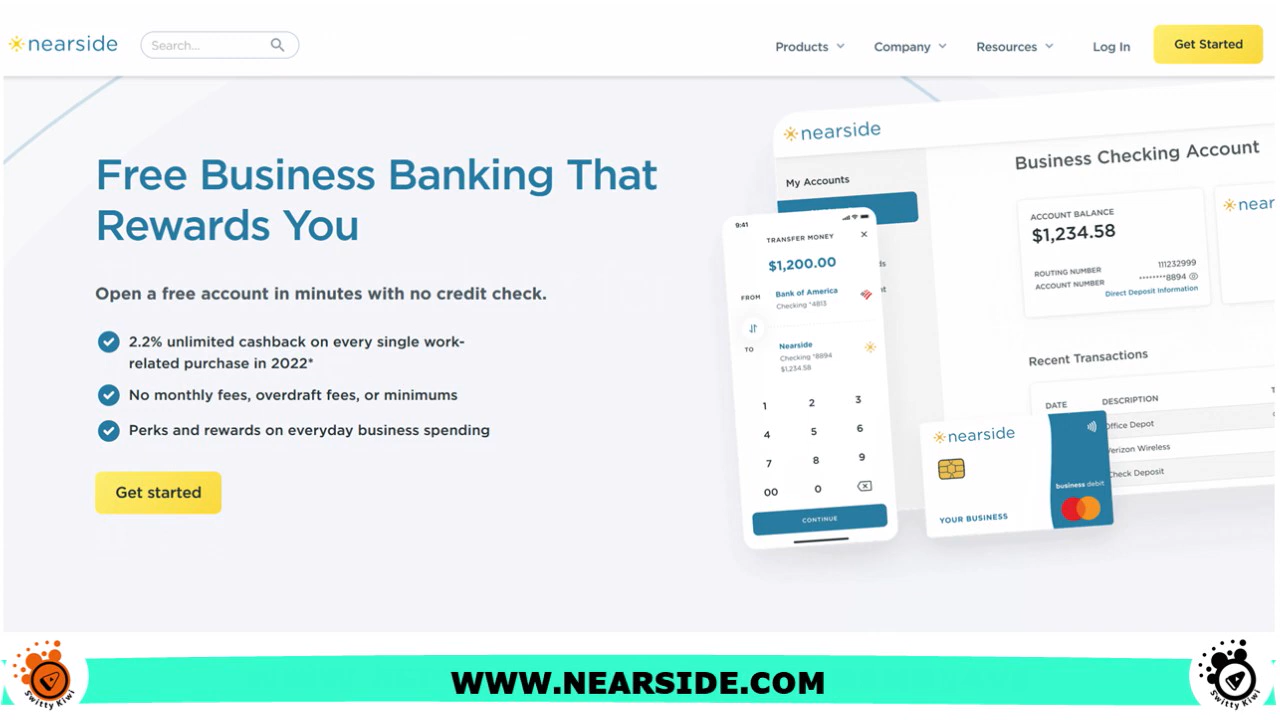 nearside
Search...
Products
Company
Resources
Log In
Get Started
Free Business Banking That
Rewards You
Open a free account in minutes with no credit check.
2.2% unlimited cashback on every single work-
related purchase in 2022*
No monthly fees, overdraft fees, or minimums
Perks and rewards on everyday business spending
Get started
nearside
My Accounts
Business Checking Account
ACCOUNT BALANCE
$1,234.58
ROUTING NUMBER 111232999
ACCOUNT NUMBER ········8894
Direct Deposit Information
Recent Transactions
DATE DESCRIPTION
Office Depot
Verizon Wireless
Check Deposit
9:41
TRANSFER MONEY
$1,200.00
FROM
Bank of America
Checking *4813
TO
Nearside
Checking *8894
$1,234.58
1 2 3
4 5 6
7 8 9
00 0
CONTINUE
nearside
business debit
YOUR BUSINESS
WWW.NEARSIDE.COM
Switty Kiwi
Switty Kiwi